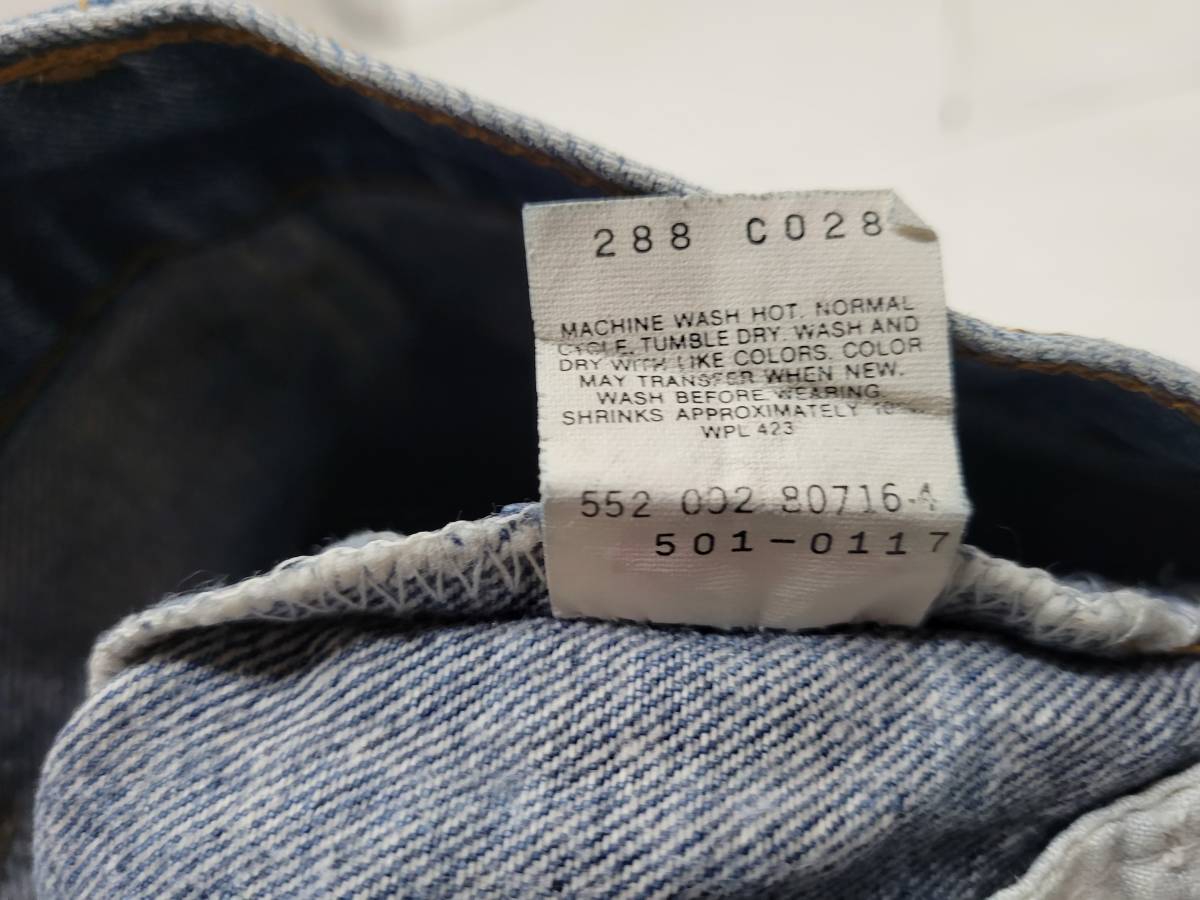 288 C028
MACHINE WASH HOT. NORMAL
CYCLE. TUMBLE DRY. WASH AND
DRY WITH LIKE COLORS. COLOR
MAY TRANSFER WHEN NEW.
WASH BEFORE WEARING.
SHRINKS APPROXIMATELY
WPL 423
552 002 80716-4
501-0117